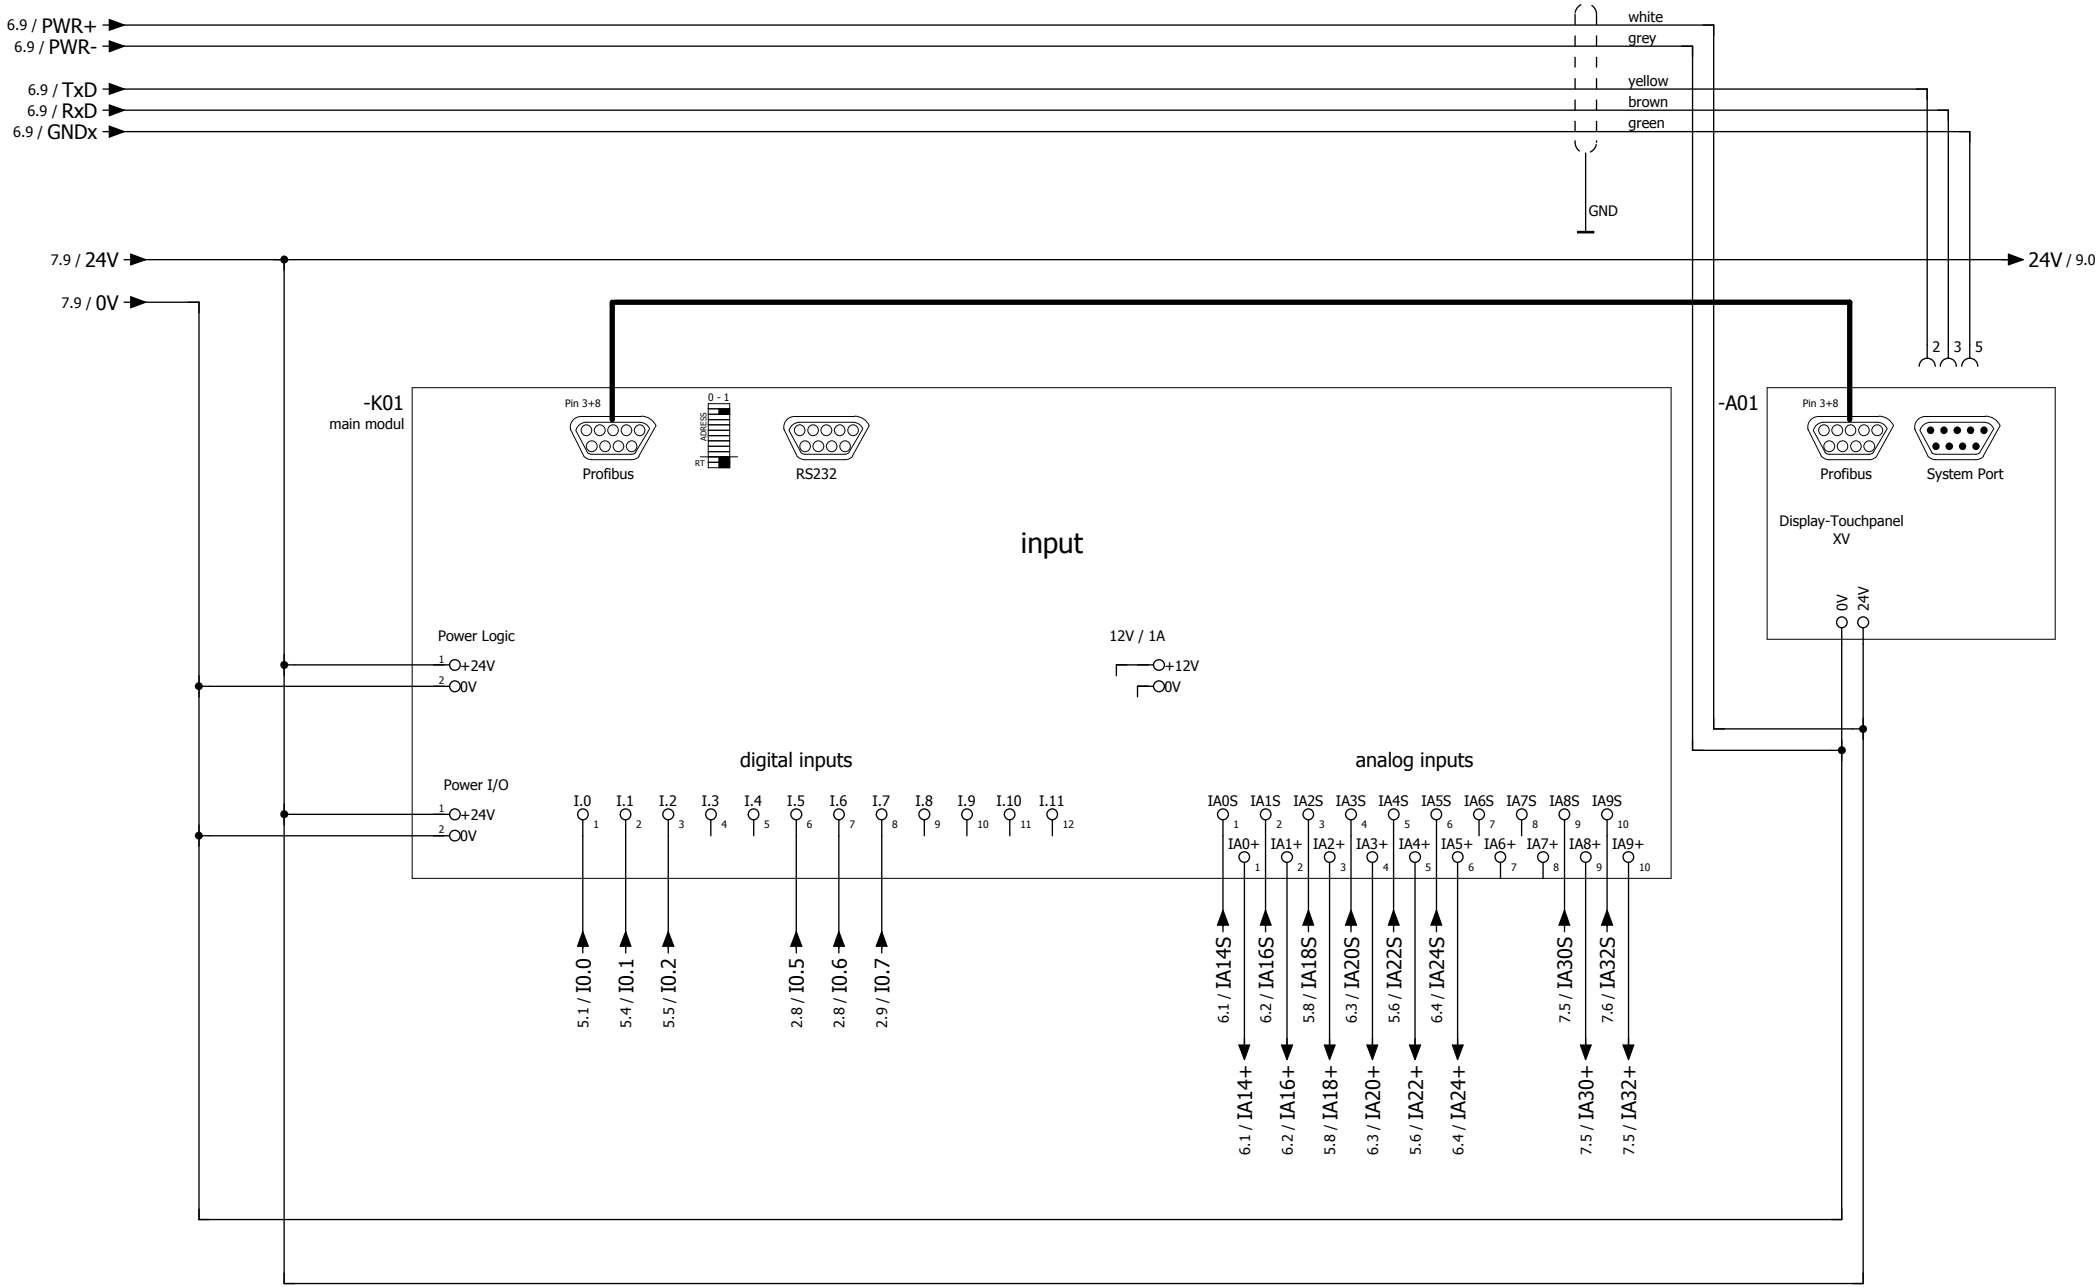 6.9 / PWR+
white
6.9 / PWR-
grey
6.9 / TxD
yellow
6.9 / RxD
brown
6.9 / GNDx
green
GND
7.9 / 24V
24V / 9.0
7.9 / 0V
2 3 5
-K01
main modul
Pin 3+8
0 - 1
ADRESS
RT
Profibus
RS232
-A01
Pin 3+8
Profibus
System Port
Display-Touchpanel
XV
0V
24V
input
Power Logic
1 +24V
2 0V
12V / 1A
+12V
0V
digital inputs
analog inputs
Power I/O
1 +24V
2 0V
I.0 I.1 I.2 I.3 I.4 I.5 I.6 I.7 I.8 I.9 I.10 I.11
1 2 3 4 5 6 7 8 9 10 11 12
IA0S IA1S IA2S IA3S IA4S IA5S IA6S IA7S IA8S IA9S
1 2 3 4 5 6 7 8 9 10
IA0+ IA1+ IA2+ IA3+ IA4+ IA5+ IA6+ IA7+ IA8+ IA9+
1 2 3 4 5 6 7 8 9 10
5.1 / I0.0
5.4 / I0.1
5.5 / I0.2
2.8 / I0.5
2.8 / I0.6
2.9 / I0.7
6.1 / IA14S
6.2 / IA16S
5.8 / IA18S
6.3 / IA20S
5.6 / IA22S
6.4 / IA24S
7.5 / IA30S
7.6 / IA32S
6.1 / IA14+
6.2 / IA16+
5.8 / IA18+
6.3 / IA20+
5.6 / IA22+
6.4 / IA24+
7.5 / IA30+
7.5 / IA32+